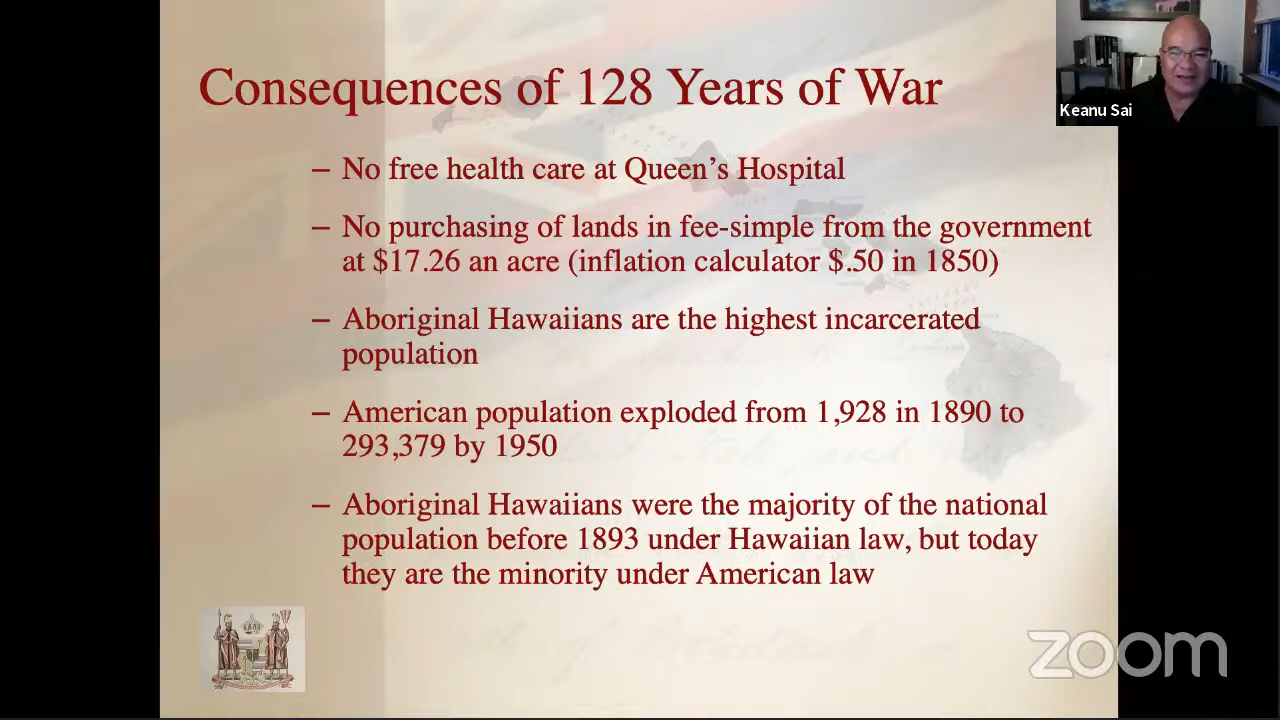 Consequences of 128 Years of War
Keanu Sai
– No free health care at Queen's Hospital
– No purchasing of lands in fee-simple from the government
at $17.26 an acre (inflation calculator $.50 in 1850)
– Aboriginal Hawaiians are the highest incarcerated
population
– American population exploded from 1,928 in 1890 to
293,379 by 1950
– Aboriginal Hawaiians were the majority of the national
population before 1893 under Hawaiian law, but today
they are the minority under American law
zoom